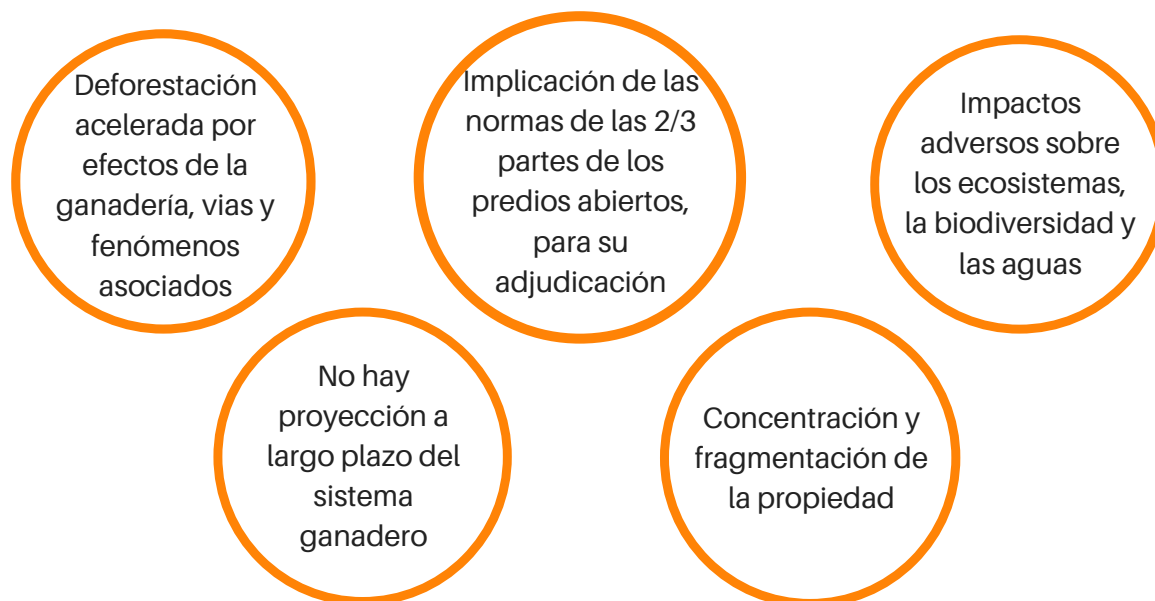 Deforestación
acelerada por
efectos de la
ganadería, vias y
fenómenos
asociados
Implicación de las
normas de las 2/3
partes de los
predios abiertos,
para su
adjudicación
Impactos
adversos sobre
los ecosistemas,
la biodiversidad y
las aguas
No hay
proyección a
largo plazo del
sistema
ganadero
Concentración y
fragmentación de
la propiedad